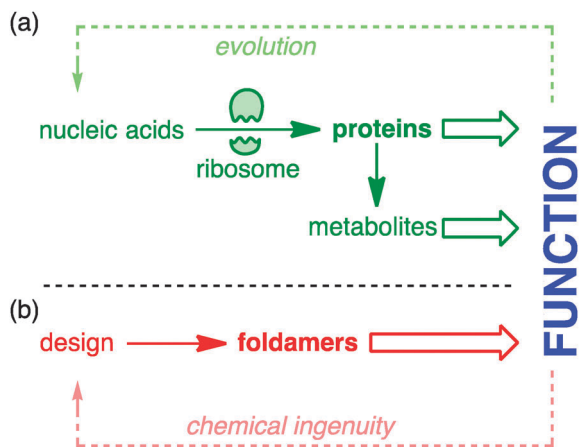 (a)
evolution
nucleic acids
proteins
ribosome
metabolites
FUNCTION
(b)
design
foldamers
chemical ingenuity